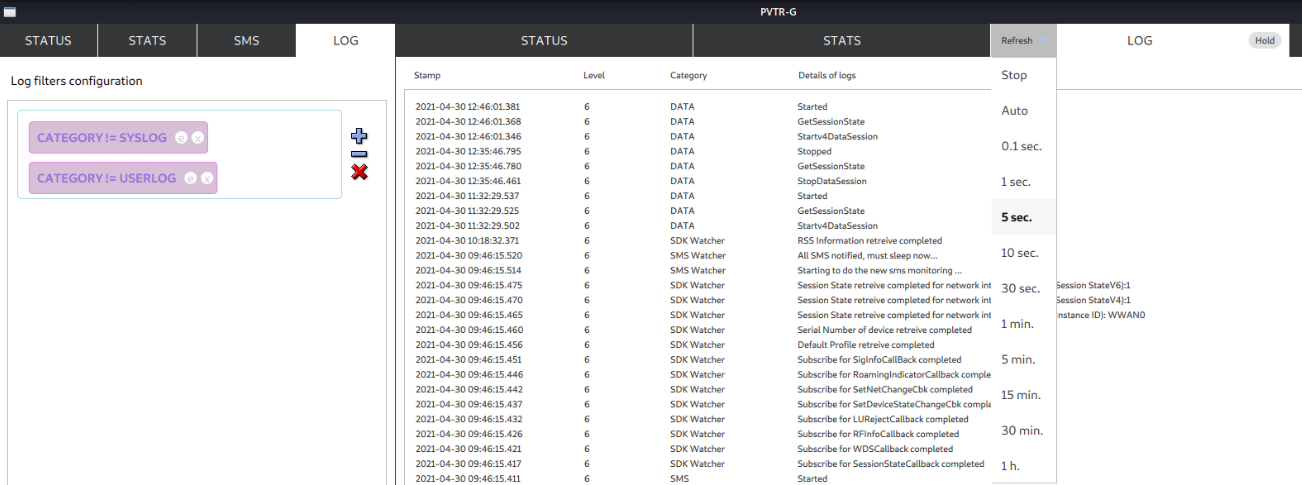 PVTR-G
STATUS STATS SMS LOG STATUS STATS Refresh LOG Hold
Log filters configuration
CATEGORY != SYSLOG e x
CATEGORY != USERLOG e x
Stamp Level Category Details of logs
2021-04-30 12:46:01.381 6 DATA Started
2021-04-30 12:46:01.368 6 DATA GetSessionState
2021-04-30 12:46:01.346 6 DATA Startv4DataSession
2021-04-30 12:35:46.795 6 DATA Stopped
2021-04-30 12:35:46.780 6 DATA GetSessionState
2021-04-30 12:35:46.461 6 DATA StopDataSession
2021-04-30 11:32:29.537 6 DATA Started
2021-04-30 11:32:29.525 6 DATA GetSessionState
2021-04-30 11:32:29.502 6 DATA Startv4DataSession
2021-04-30 10:18:32.371 6 SDK Watcher RSS Information retreive completed
2021-04-30 09:46:15.520 6 SMS Watcher All SMS notified, must sleep now...
2021-04-30 09:46:15.514 6 SMS Watcher Starting to do the new sms monitoring ...
2021-04-30 09:46:15.475 6 SDK Watcher Session State retreive completed for network int Session StateV6):1
2021-04-30 09:46:15.470 6 SDK Watcher Session State retreive completed for network int Session StateV4):1
2021-04-30 09:46:15.465 6 SDK Watcher Session State retreive completed for network int nstance ID): WWAN0
2021-04-30 09:46:15.460 6 SDK Watcher Serial Number of device retreive completed
2021-04-30 09:46:15.456 6 SDK Watcher Default Profile retreive completed
2021-04-30 09:46:15.451 6 SDK Watcher Subscribe for SigInfoCallBack completed
2021-04-30 09:46:15.446 6 SDK Watcher Subscribe for RoamingIndicatorCallback comple
2021-04-30 09:46:15.442 6 SDK Watcher Subscribe for SetNetChangeCbk completed
2021-04-30 09:46:15.437 6 SDK Watcher Subscribe for SetDeviceStateChangeCbk comple
2021-04-30 09:46:15.432 6 SDK Watcher Subscribe for LURejectCallback completed
2021-04-30 09:46:15.426 6 SDK Watcher Subscribe for RFInfoCallback completed
2021-04-30 09:46:15.421 6 SDK Watcher Subscribe for WDSCallback completed
2021-04-30 09:46:15.417 6 SDK Watcher Subscribe for SessionStateCallback completed
2021-04-30 09:46:15.411 6 SMS Started
Stop
Auto
0.1 sec.
1 sec.
5 sec.
10 sec.
30 sec.
1 min.
5 min.
15 min.
30 min.
1 h.